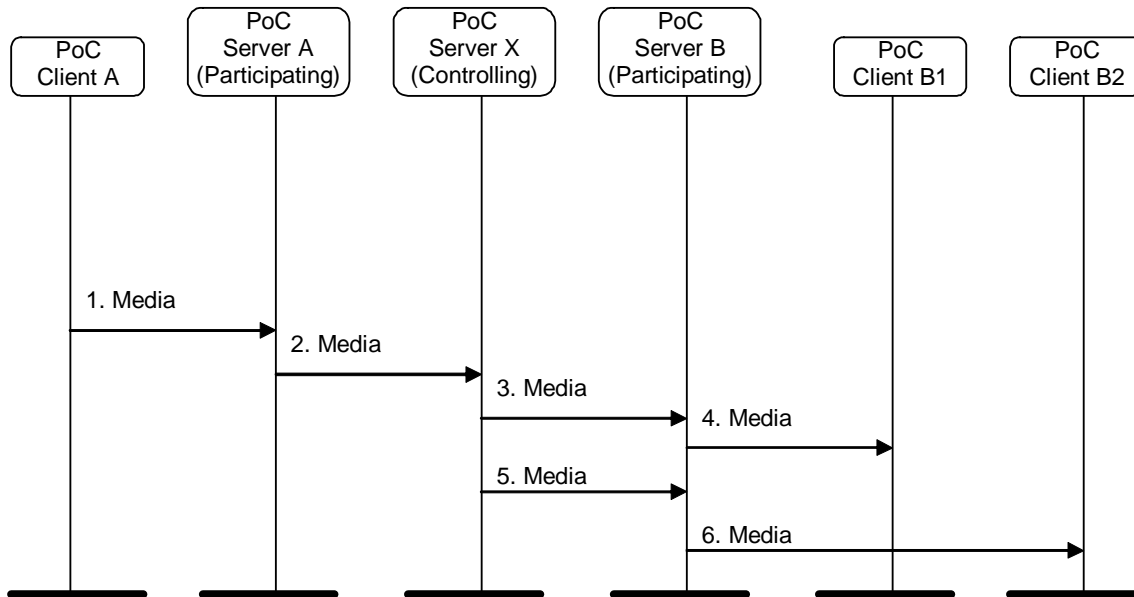 PoC
Client A
PoC
Server A
(Participating)
PoC
Server X
(Controlling)
PoC
Server B
(Participating)
PoC
Client B1
PoC
Client B2
1. Media
2. Media
3. Media
4. Media
5. Media
6. Media